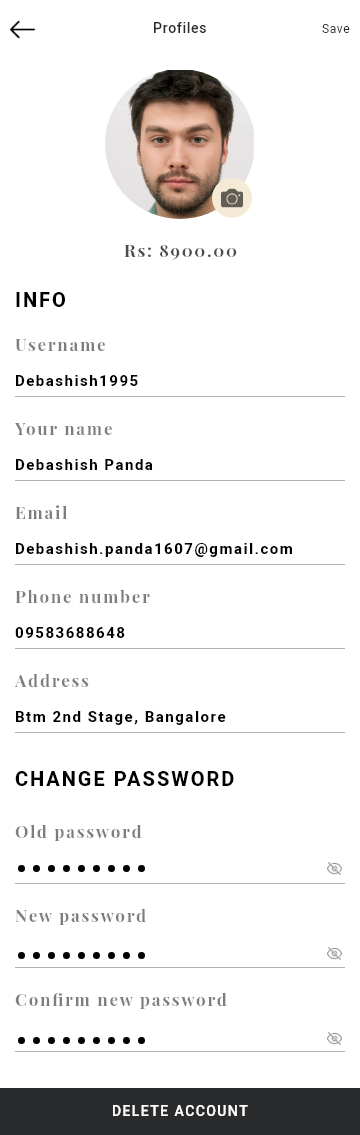 Profiles
Save
Rs: 8900.00
INFO
Username
Debashish1995
Your name
Debashish Panda
Email
Debashish.panda1607@gmail.com
Phone number
09583688648
Address
Btm 2nd Stage, Bangalore
CHANGE PASSWORD
Old password
●●●●●●●●●
New password
●●●●●●●●●
Confirm new password
●●●●●●●●●
DELETE ACCOUNT